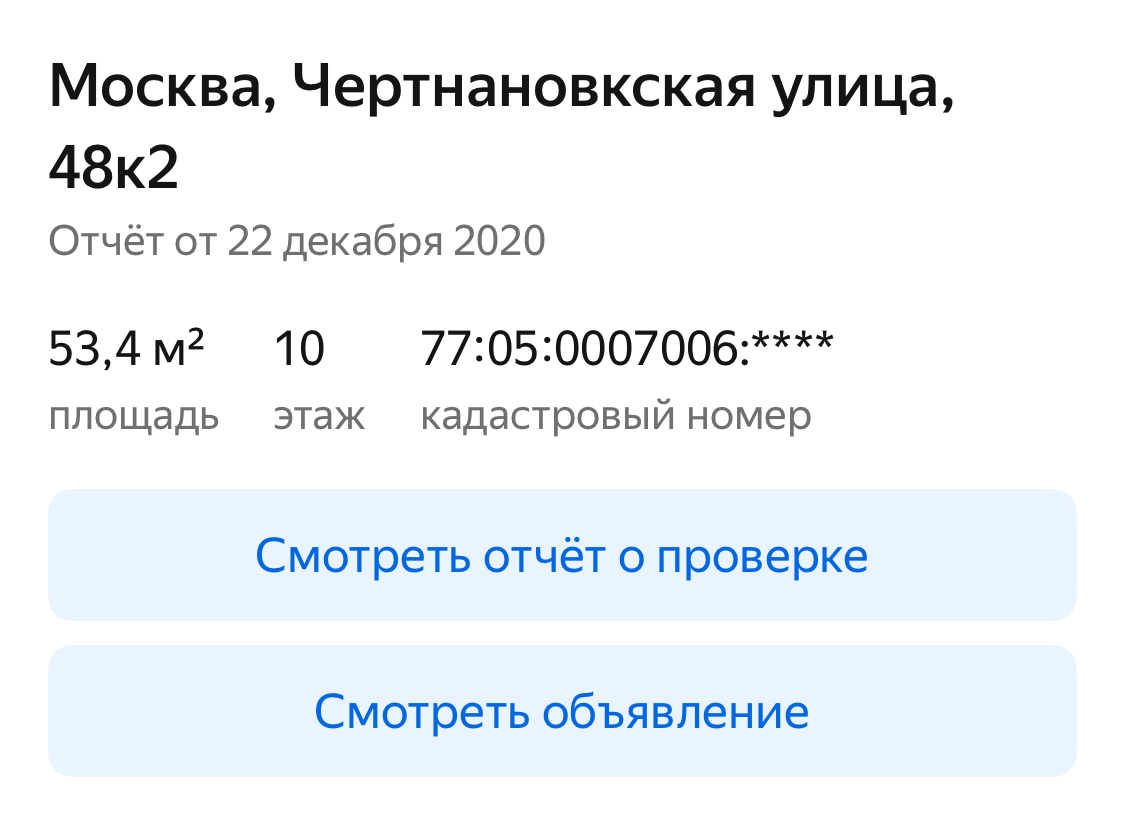 Москва, Чертнановкская улица,
48к2
Отчёт от 22 декабря 2020
53,4 м² 10 77:05:0007006:****
площадь этаж кадастровый номер
Смотреть отчёт о проверке
Смотреть объявление